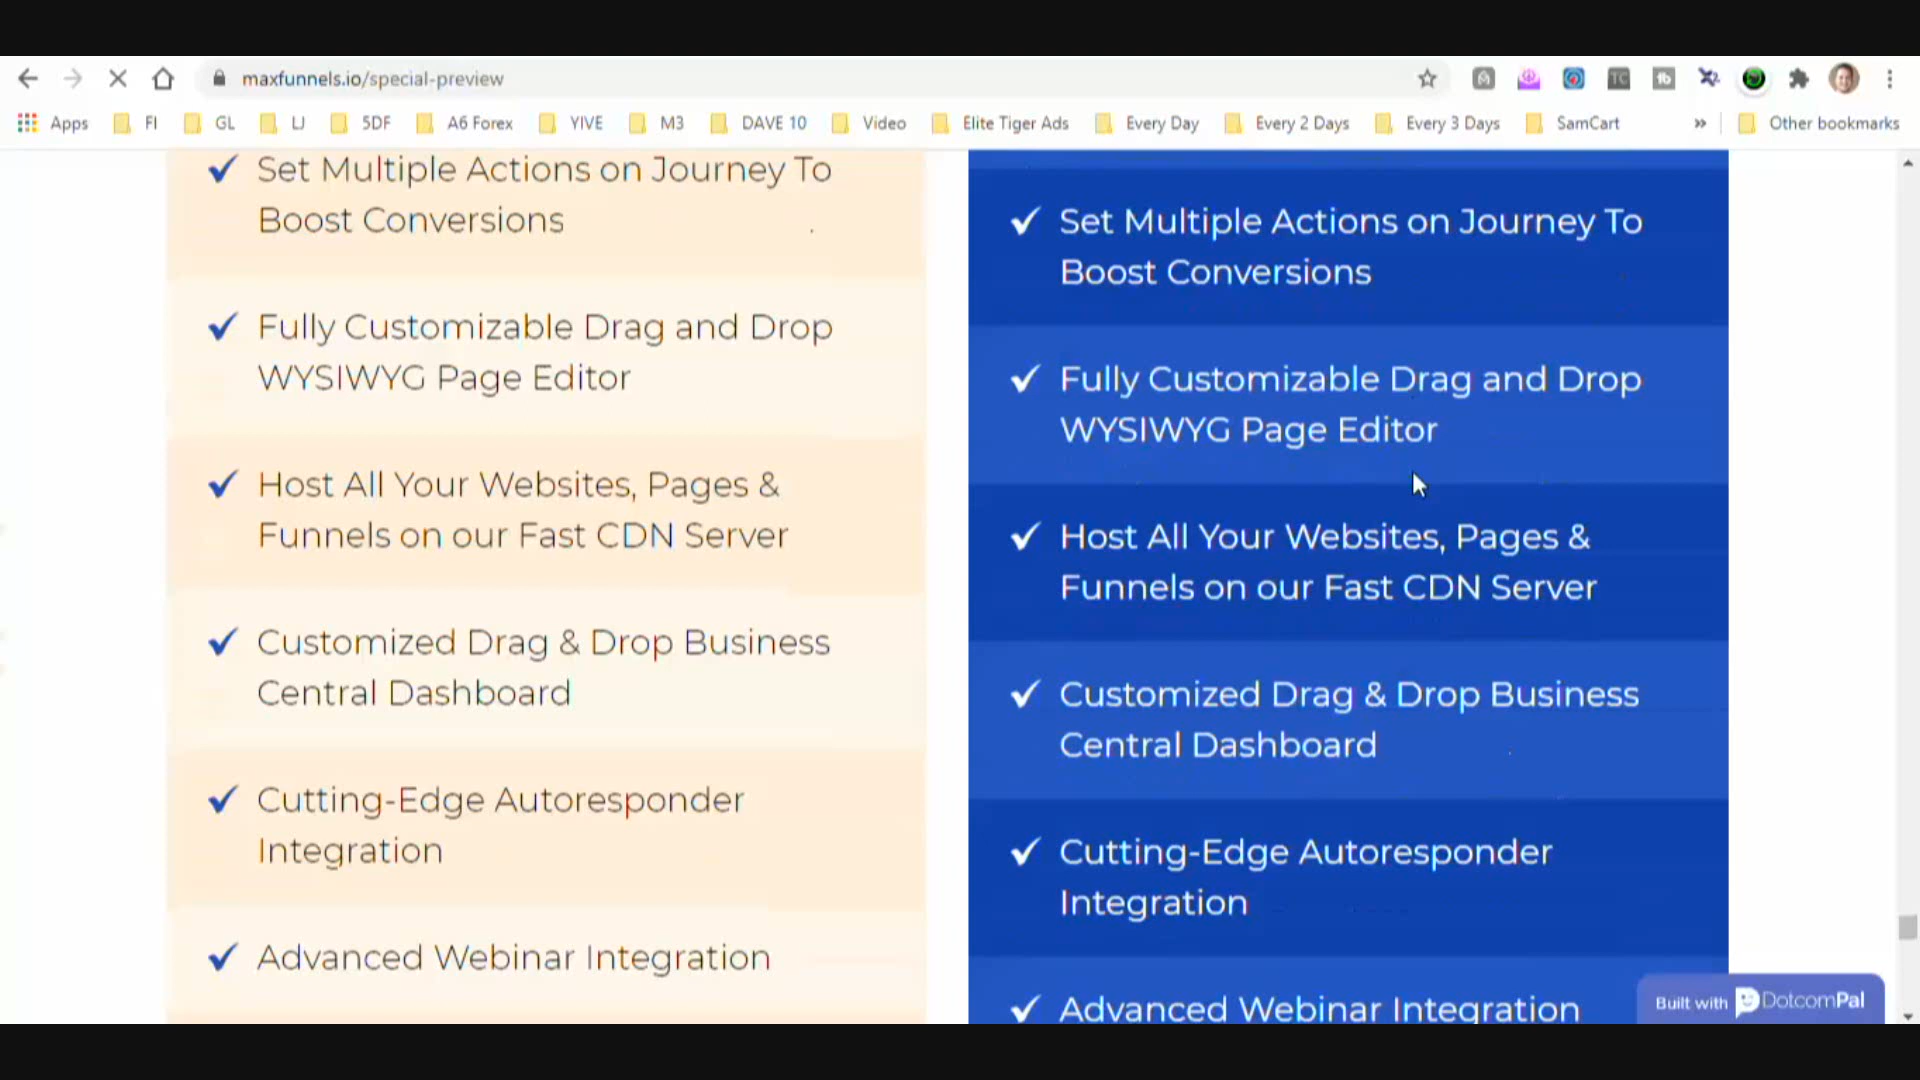 maxfunnels.io/special-preview
Apps FI GL LJ 5DF A6 Forex YIVE M3 DAVE 10 Video Elite Tiger Ads Every Day Every 2 Days Every 3 Days SamCart » Other bookmarks
Set Multiple Actions on Journey To
Boost Conversions
Fully Customizable Drag and Drop
WYSIWYG Page Editor
Host All Your Websites, Pages &
Funnels on our Fast CDN Server
Customized Drag & Drop Business
Central Dashboard
Cutting-Edge Autoresponder
Integration
Advanced Webinar Integration
Set Multiple Actions on Journey To
Boost Conversions
Fully Customizable Drag and Drop
WYSIWYG Page Editor
Host All Your Websites, Pages &
Funnels on our Fast CDN Server
Customized Drag & Drop Business
Central Dashboard
Cutting-Edge Autoresponder
Integration
Advanced Webinar Integration
Built with DotcomPal